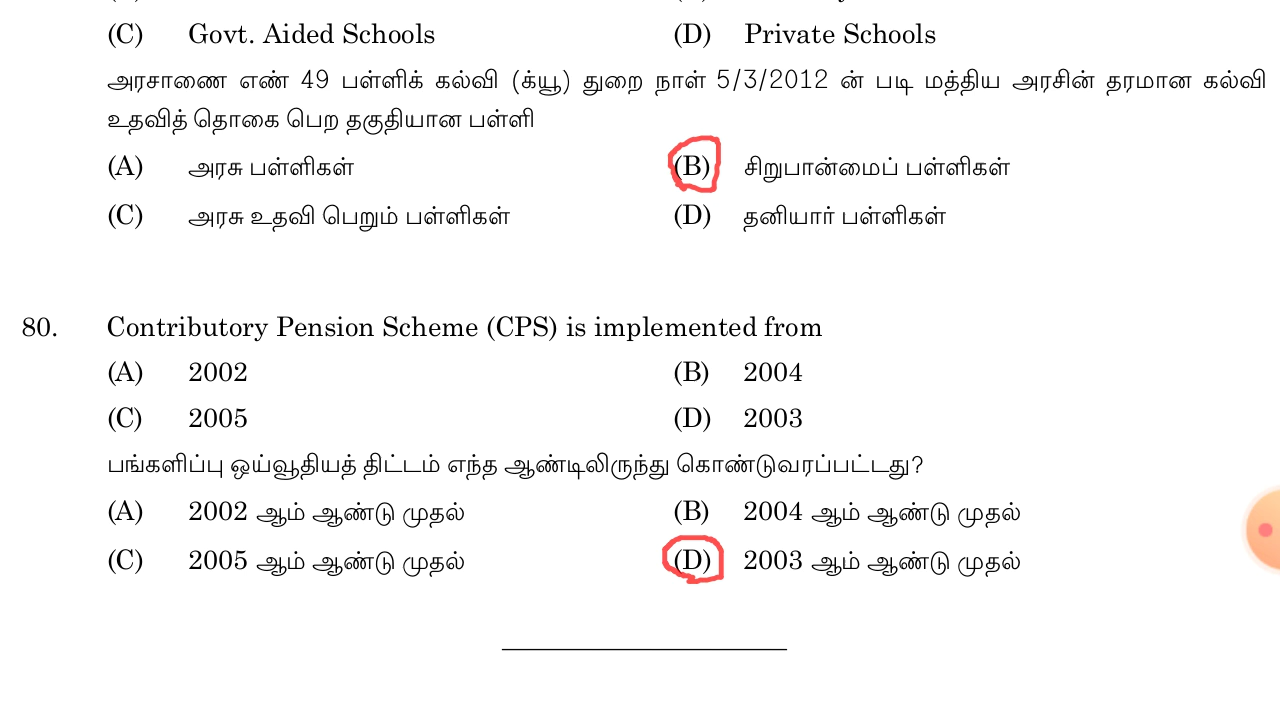 (C) Govt. Aided Schools (D) Private Schools
அரசாணை எண் 49 பள்ளிக் கல்வி (க்யூ) துறை நாள் 5/3/2012 ன் படி மத்திய அரசின் தரமான கல்வி
உதவித் தொகை பெற தகுதியான பள்ளி
(A) அரசு பள்ளிகள் (B) சிறுபான்மைப் பள்ளிகள்
(C) அரசு உதவி பெறும் பள்ளிகள் (D) தனியார் பள்ளிகள்
80. Contributory Pension Scheme (CPS) is implemented from
(A) 2002 (B) 2004
(C) 2005 (D) 2003
பங்களிப்பு ஒய்வூதியத் திட்டம் எந்த ஆண்டிலிருந்து கொண்டுவரப்பட்டது?
(A) 2002 ஆம் ஆண்டு முதல் (B) 2004 ஆம் ஆண்டு முதல்
(C) 2005 ஆம் ஆண்டு முதல் (D) 2003 ஆம் ஆண்டு முதல்